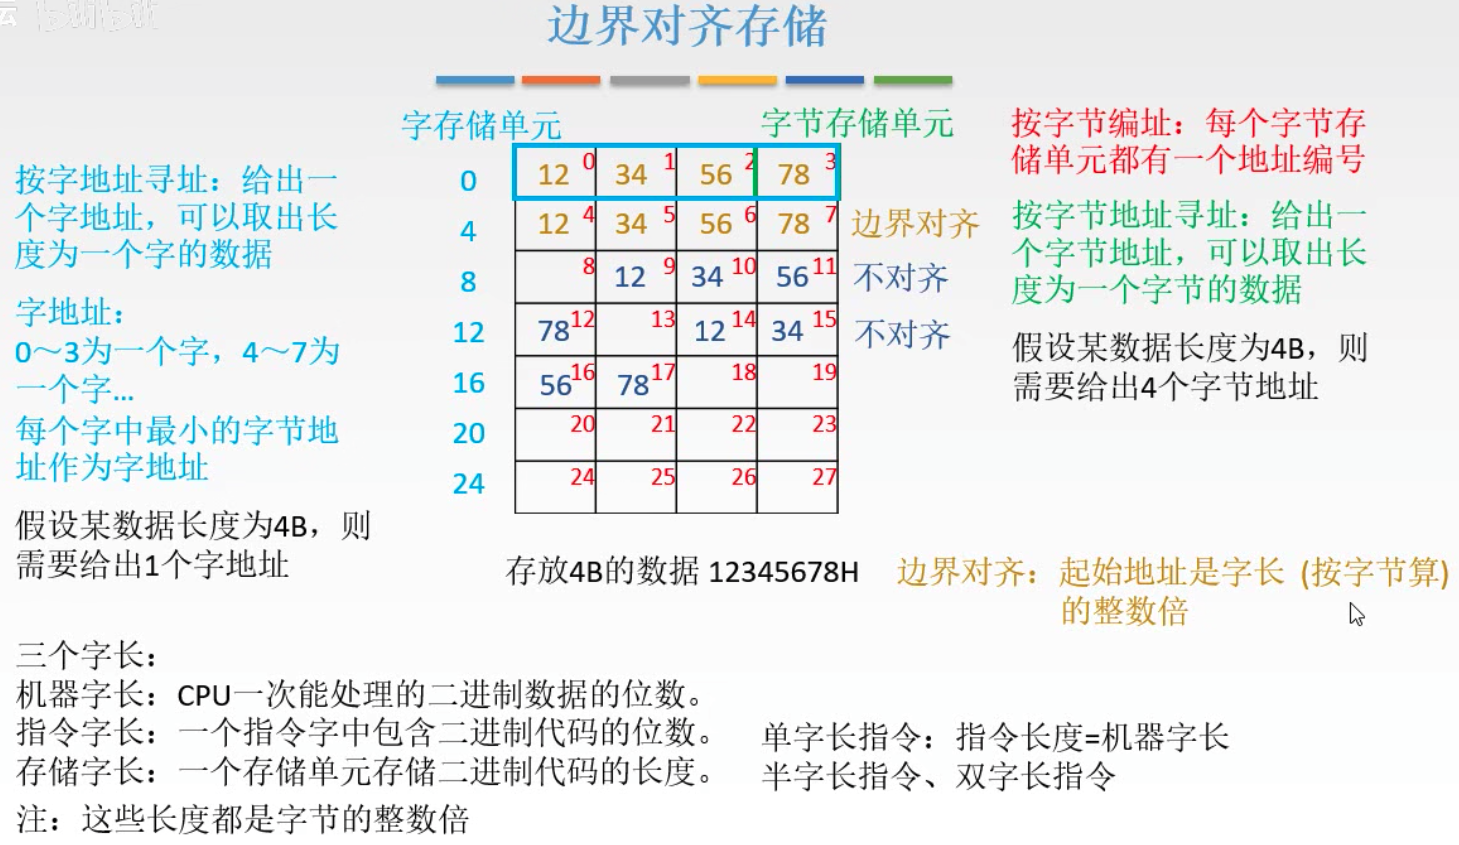 边界对齐存储
字存储单元
字节存储单元
按字地址寻址：给出一
个字地址，可以取出长
度为一个字的数据
字地址：
0～3为一个字，4～7为
一个字...
每个字中最小的字节地
址作为字地址
假设某数据长度为4B，则
需要给出1个字地址
0 12 0 34 1 56 2 78 3
4 12 4 34 5 56 6 78 7 边界对齐
8 8 12 9 34 10 56 11 不对齐
12 78 12 13 12 14 34 15 不对齐
16 56 16 78 17 18 19
20 20 21 22 23
24 24 25 26 27
按字节编址：每个字节存
储单元都有一个地址编号
按字节地址寻址：给出一
个字节地址，可以取出长
度为一个字节的数据
假设某数据长度为4B，则
需要给出4个字节地址
存放4B的数据 12345678H
边界对齐：起始地址是字长 (按字节算)
的整数倍
三个字长：
机器字长：CPU一次能处理的二进制数据的位数。
指令字长：一个指令字中包含二进制代码的位数。
存储字长：一个存储单元存储二进制代码的长度。
单字长指令：指令长度=机器字长
半字长指令、双字长指令
注：这些长度都是字节的整数倍